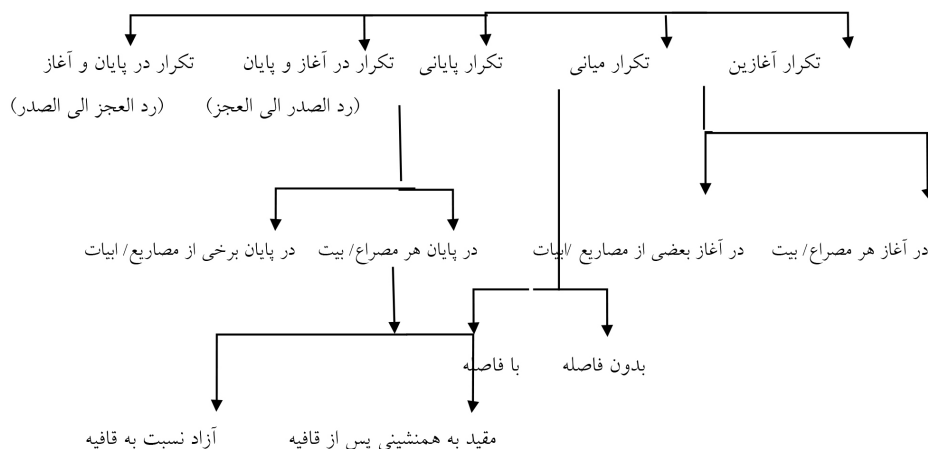 تکرار آغازین تکرار میانی تکرار پایانی تکرار در آغاز و پایان تکرار در پایان و آغاز
(رد الصدر الی العجز) (رد العجز الی الصدر)
در آغاز هر مصراع/ بیت در آغاز بعضی از مصاریع /ابیات در پایان هر مصراع/ بیت در پایان برخی از مصاریع/ ابیات
بدون فاصله با فاصله
مقید به همنشینی پس از قافیه آزاد نسبت به قافیه